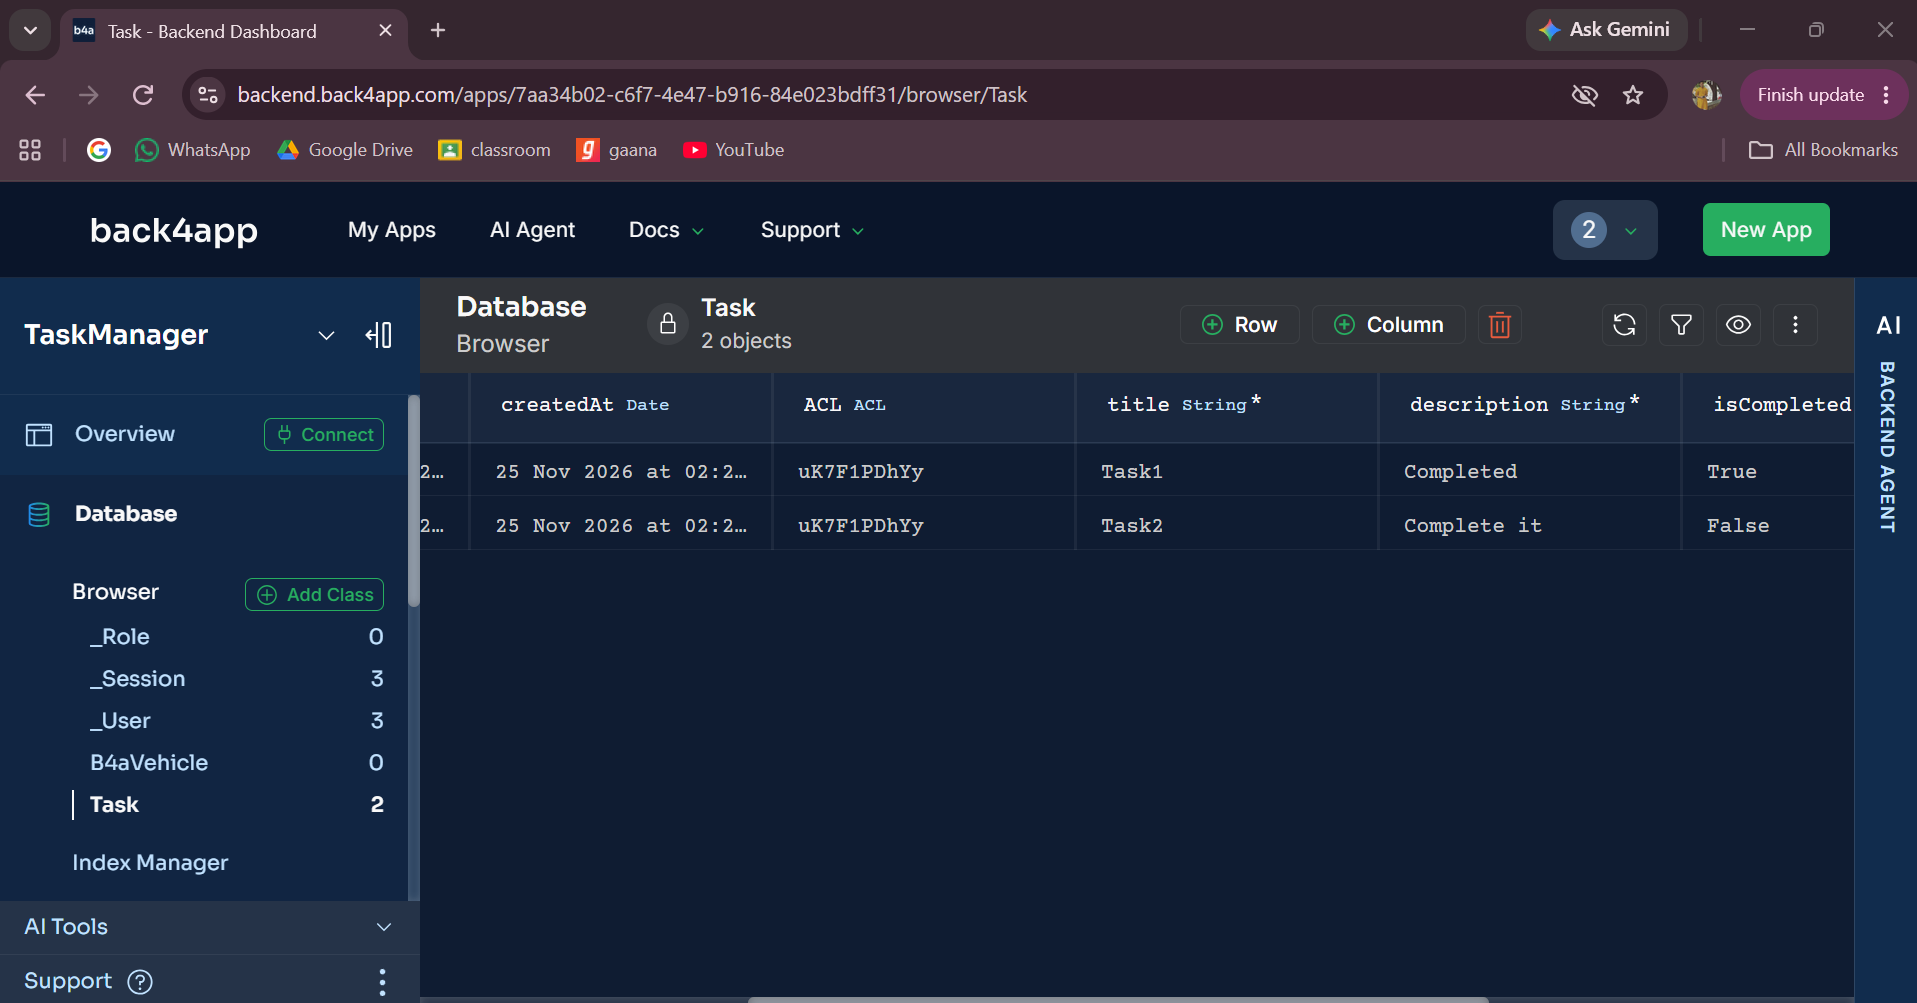 b4a Task - Backend Dashboard
Ask Gemini
backend.back4app.com/apps/7aa34b02-c6f7-4e47-b916-84e023bdff31/browser/Task
Finish update
G WhatsApp Google Drive classroom g gaana YouTube All Bookmarks
back4app My Apps AI Agent Docs Support 2 New App
TaskManager
Overview Connect
Database
Browser Add Class
_Role 0
_Session 3
_User 3
B4aVehicle 0
Task 2
Index Manager
AI Tools
Support ?
Database
Browser
Task
2 objects
Row Column
createdAt Date ACL ACL title String* description String* isCompleted
2… 25 Nov 2026 at 02:2… uK7F1PDhYy Task1 Completed True
2… 25 Nov 2026 at 02:2… uK7F1PDhYy Task2 Complete it False
AI
BACKEND AGENT